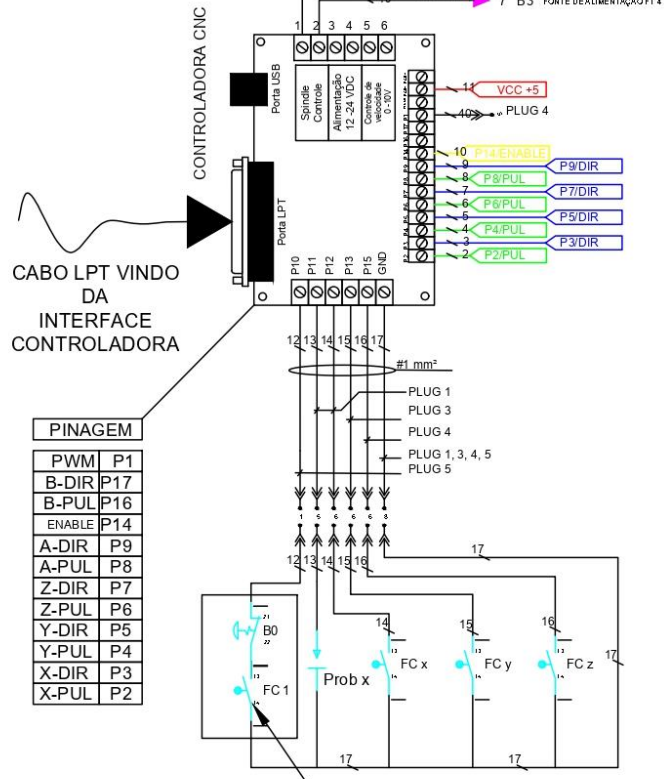 7 B3 FONTE DE ALIMENTAÇÃO FT 4
1 2 3 4 5 6
CONTROLADORA CNC
Porta USB
Spindle Controle
Alimentação 12 -24 VDC
Controle de velocidade 0 -10V
11 VCC +5
40 PLUG 4
10 P14/ENABLE
9 P9/DIR
8 P8/PUL
7 P7/DIR
6 P6/PUL
5 P5/DIR
4 P4/PUL
3 P3/DIR
2 P2/PUL
Porta LPT
P10 P11 P12 P13 P15 GND
CABO LPT VINDO
DA
INTERFACE
CONTROLADORA
12 13 14 15 16 17
#1 mm²
PLUG 1
PLUG 3
PLUG 4
PLUG 1, 3, 4, 5
PLUG 5
PINAGEM
PWM P1
B-DIR P17
B-PUL P16
ENABLE P14
A-DIR P9
A-PUL P8
Z-DIR P7
Z-PUL P6
Y-DIR P5
Y-PUL P4
X-DIR P3
X-PUL P2
17
12 13 14 15 16
14 15 16
B0
FC 1
Prob x
FC x
FC y
FC z
17
17 17